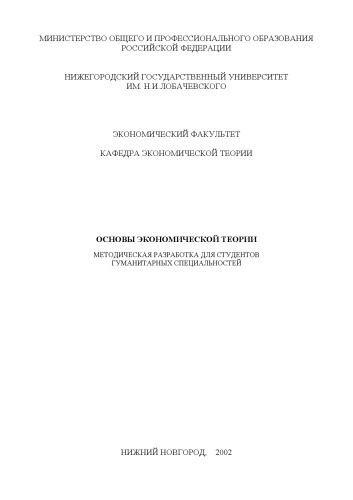 МИНИСТЕРСТВО ОБЩЕГО И ПРОФЕССИОНАЛЬНОГО ОБРАЗОВАНИЯ
РОССИЙСКОЙ ФЕДЕРАЦИИ
НИЖЕГОРОДСКИЙ ГОСУДАРСТВЕННЫЙ УНИВЕРСИТЕТ
ИМ. Н.И. ЛОБАЧЕВСКОГО
ЭКОНОМИЧЕСКИЙ ФАКУЛЬТЕТ
КАФЕДРА ЭКОНОМИЧЕСКОЙ ТЕОРИИ
ОСНОВЫ ЭКОНОМИЧЕСКОЙ ТЕОРИИ
МЕТОДИЧЕСКАЯ РАЗРАБОТКА ДЛЯ СТУДЕНТОВ
ГУМАНИТАРНЫХ СПЕЦИАЛЬНОСТЕЙ
НИЖНИЙ НОВГОРОД, 2002